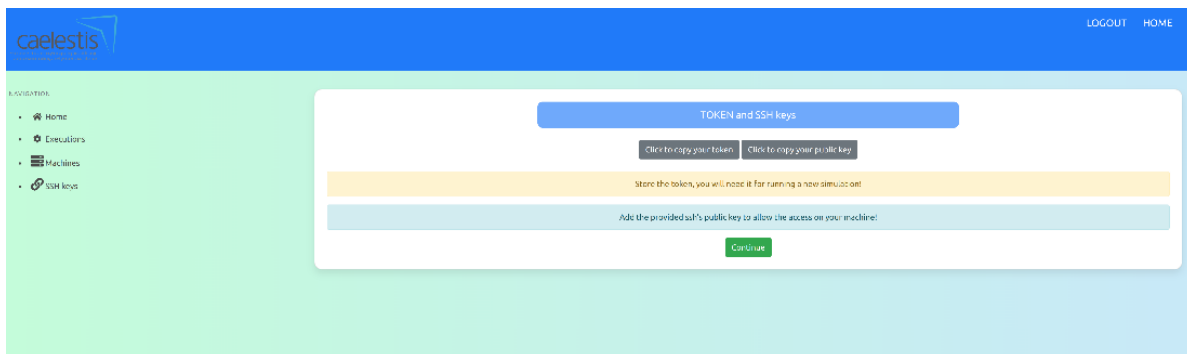 caelestis
LOGOUT HOME
NAVIGATION
Home
Executions
Machines
SSH keys
TOKEN and SSH keys
Click to copy your token Click to copy your public key
Store the token, you will need it for running a new simulation!
Add the provided ssh's public key to allow the access on your machine!
Continue